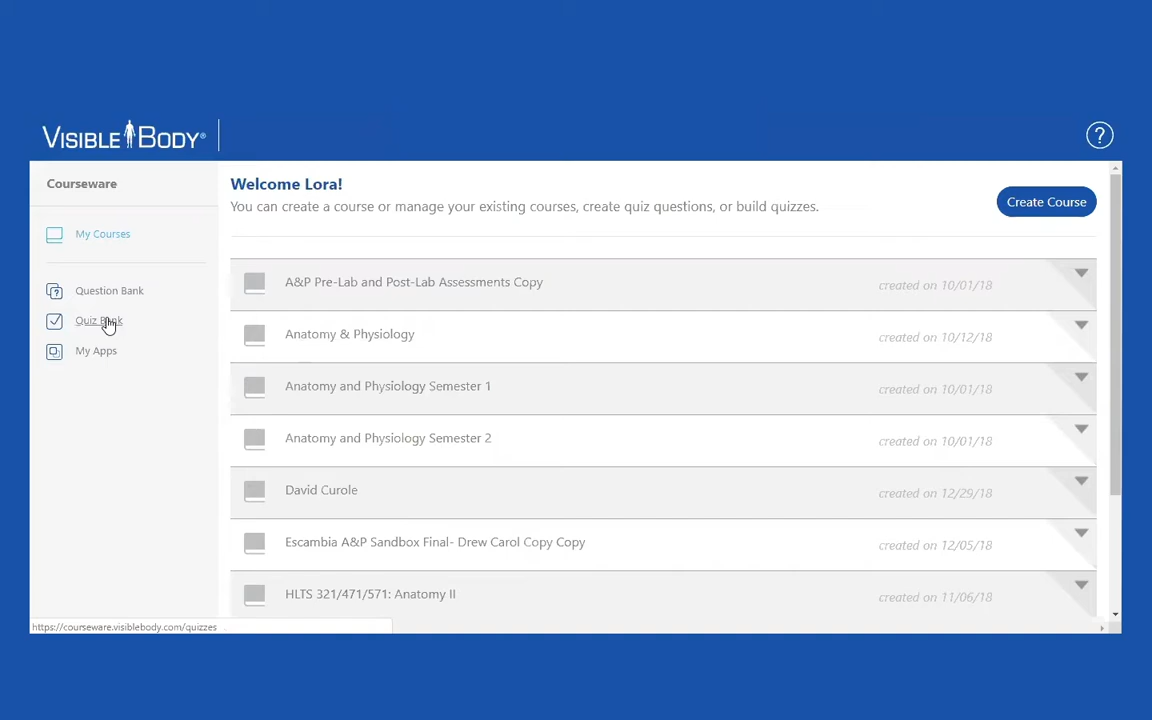 VISIBLE BODY®
?
Courseware
Welcome Lora!
You can create a course or manage your existing courses, create quiz questions, or build quizzes.
Create Course
My Courses
Question Bank
Quiz Bank
My Apps
A&P Pre-Lab and Post-Lab Assessments Copy
created on 10/01/18
Anatomy & Physiology
created on 10/12/18
Anatomy and Physiology Semester 1
created on 10/01/18
Anatomy and Physiology Semester 2
created on 10/01/18
David Curole
created on 12/29/18
Escambia A&P Sandbox Final- Drew Carol Copy Copy
created on 12/05/18
HLTS 321/471/571: Anatomy II
created on 11/06/18
https://courseware.visiblebody.com/quizzes